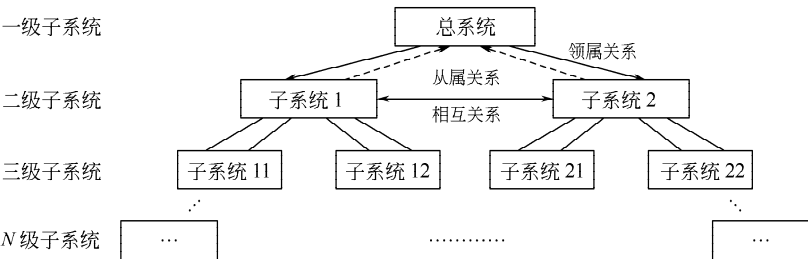 一级子系统
总系统
领属关系
从属关系
二级子系统
子系统 1
子系统 2
相互关系
三级子系统
子系统 11
子系统 12
子系统 21
子系统 22
⋰
⋱
N 级子系统
…
…………
…